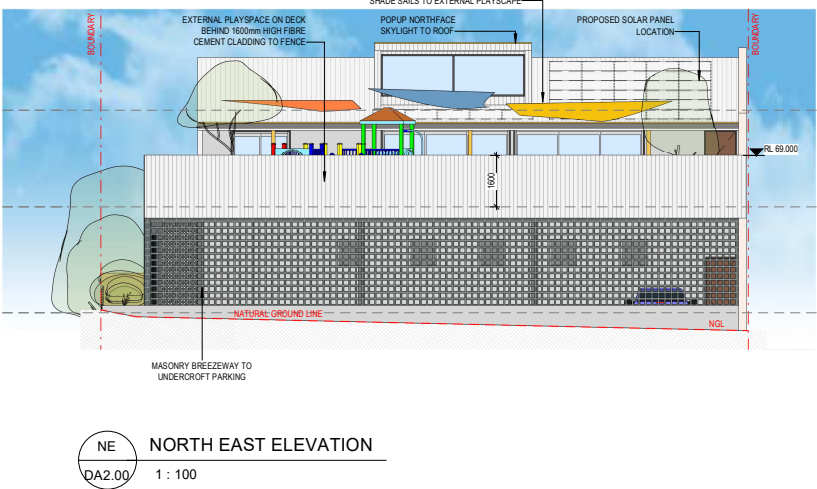 SHADE SAILS TO EXTERNAL PLAYSCAPE
EXTERNAL PLAYSPACE ON DECK
BEHIND 1600mm HIGH FIBRE
CEMENT CLADDING TO FENCE
POPUP NORTHFACE
SKYLIGHT TO ROOF
PROPOSED SOLAR PANEL
LOCATION
BOUNDARY
BOUNDARY
RL 69.000
1600
NATURAL GROUND LINE
NGL
MASONRY BREEZEWAY TO
UNDERCROFT PARKING
NE
NORTH EAST ELEVATION
DA2.00
1 : 100